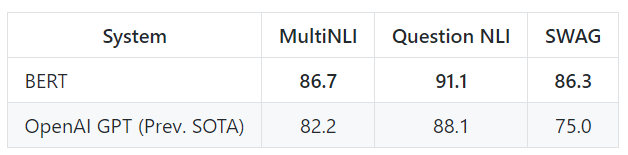 System MultiNLI Question NLI SWAG
BERT 86.7 91.1 86.3
OpenAI GPT (Prev. SOTA) 82.2 88.1 75.0